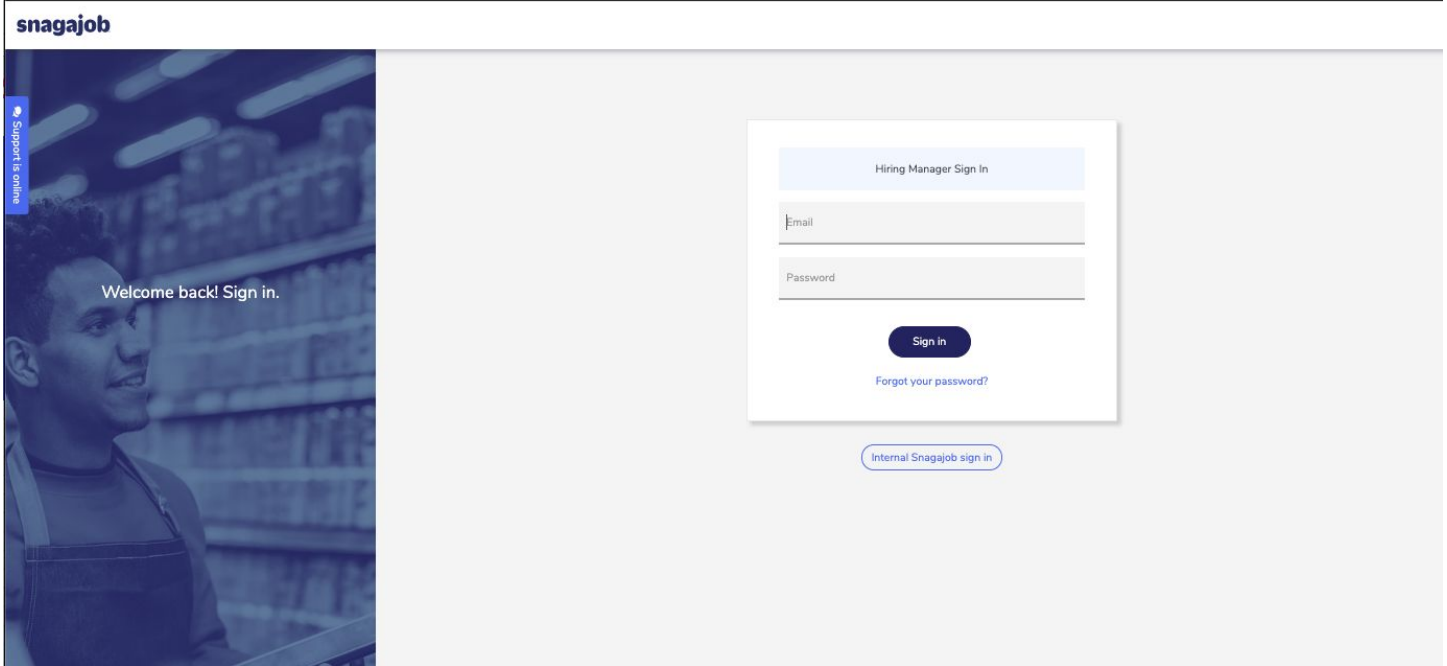 snagajob
Support is online
Welcome back! Sign in.
Hiring Manager Sign In
Email
Password
Sign in
Forgot your password?
Internal Snagajob sign in